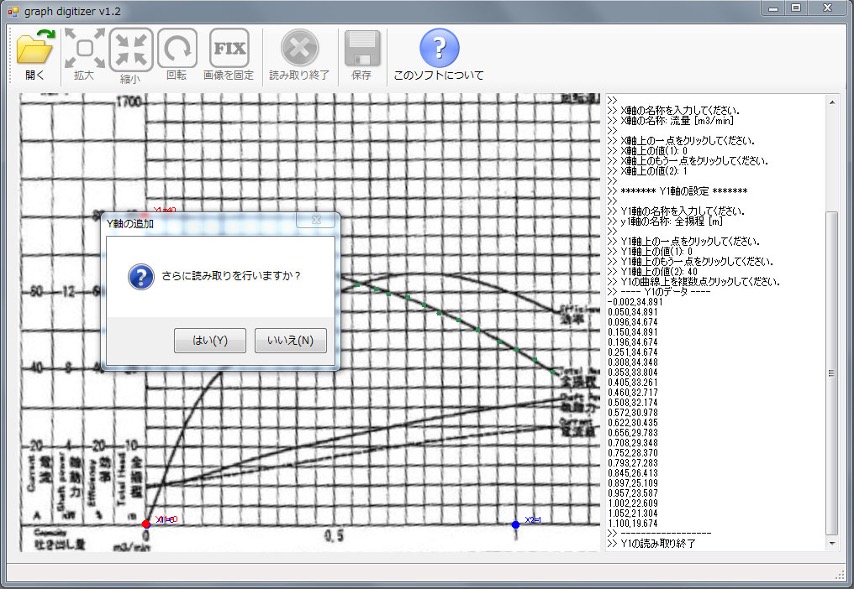 graph digitizer v1.2
開く
拡大
縮小
回転
FIX
画像を固定
読み取り終了
保存
?
このソフトについて
1700
Y1=40
60
12
Efficiency
効率
40
8
Total Head
全揚程
Shaft Power
軸動力
Current
電流値
20
4
20
10
Current
電流
Shaft power
軸動力
Efficiency
効率
Total Head
全揚程
A
kW
%
m
X2=1
0
0.5
1
Capacity
吐き出し量
m3/min
Y軸の追加
さらに読み取りを行いますか？
はい(Y)
いいえ(N)
>>
>> X軸の名称を入力してください。
>> X軸の名称: 流量 [m3/min]
>>
>> X軸上の一点をクリックしてください。
>> X軸上の値(1): 0
>> X軸上のもう一点をクリックしてください。
>> X軸上の値(2): 1
>>
>> ******* Y1軸の設定 *******
>>
>> Y1軸の名称を入力してください。
>> y1軸の名称: 全揚程 [m]
>>
>> Y1軸上の一点をクリックしてください。
>> Y1軸上の値(1): 0
>> Y1軸上のもう一点をクリックしてください。
>> Y1軸上の値(2): 40
>> Y1の曲線上を複数点クリックしてください。
>> ---- Y1のデータ ----
-0.002,34.891
0.050,34.891
0.096,34.674
0.150,34.891
0.196,34.674
0.251,34.674
0.308,34.348
0.353,33.804
0.405,33.261
0.460,32.717
0.508,32.174
0.572,30.978
0.622,30.435
0.656,29.783
0.708,29.348
0.752,28.370
0.793,27.283
0.845,26.413
0.897,25.109
0.957,23.587
1.002,22.609
1.052,21.304
1.100,19.674
>> ------------------
>> Y1の読み取り終了